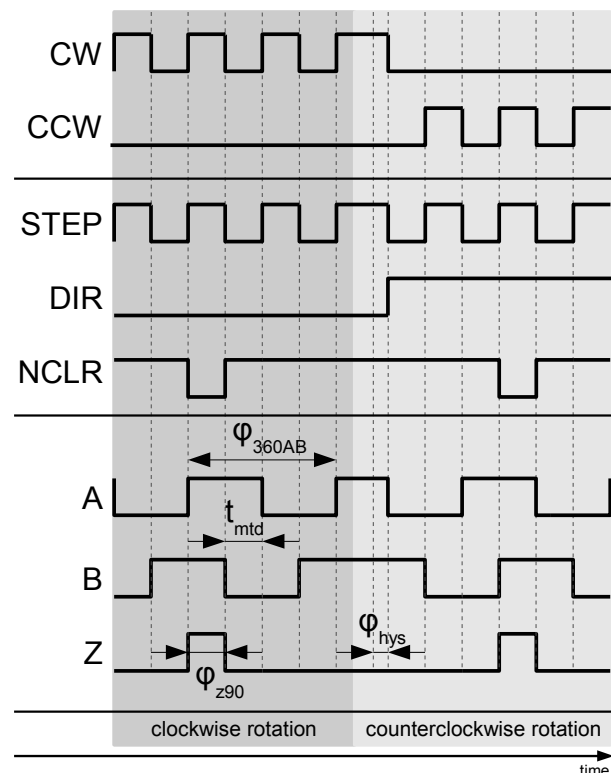 CW
CCW
STEP
DIR
NCLR
φ360AB
A
tmtd
B
φhys
Z
φz90
clockwise rotation
counterclockwise rotation
time